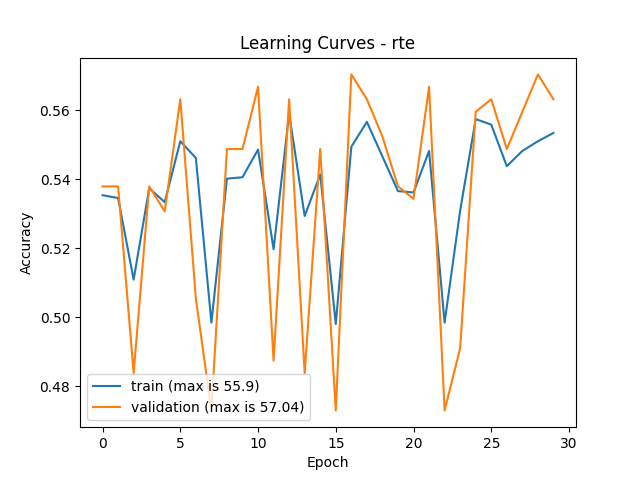 Learning Curves - rte
Accuracy
0.56
0.54
0.52
0.50
0.48
train (max is 55.9)
validation (max is 57.04)
0 5 10 15 20 25 30
Epoch